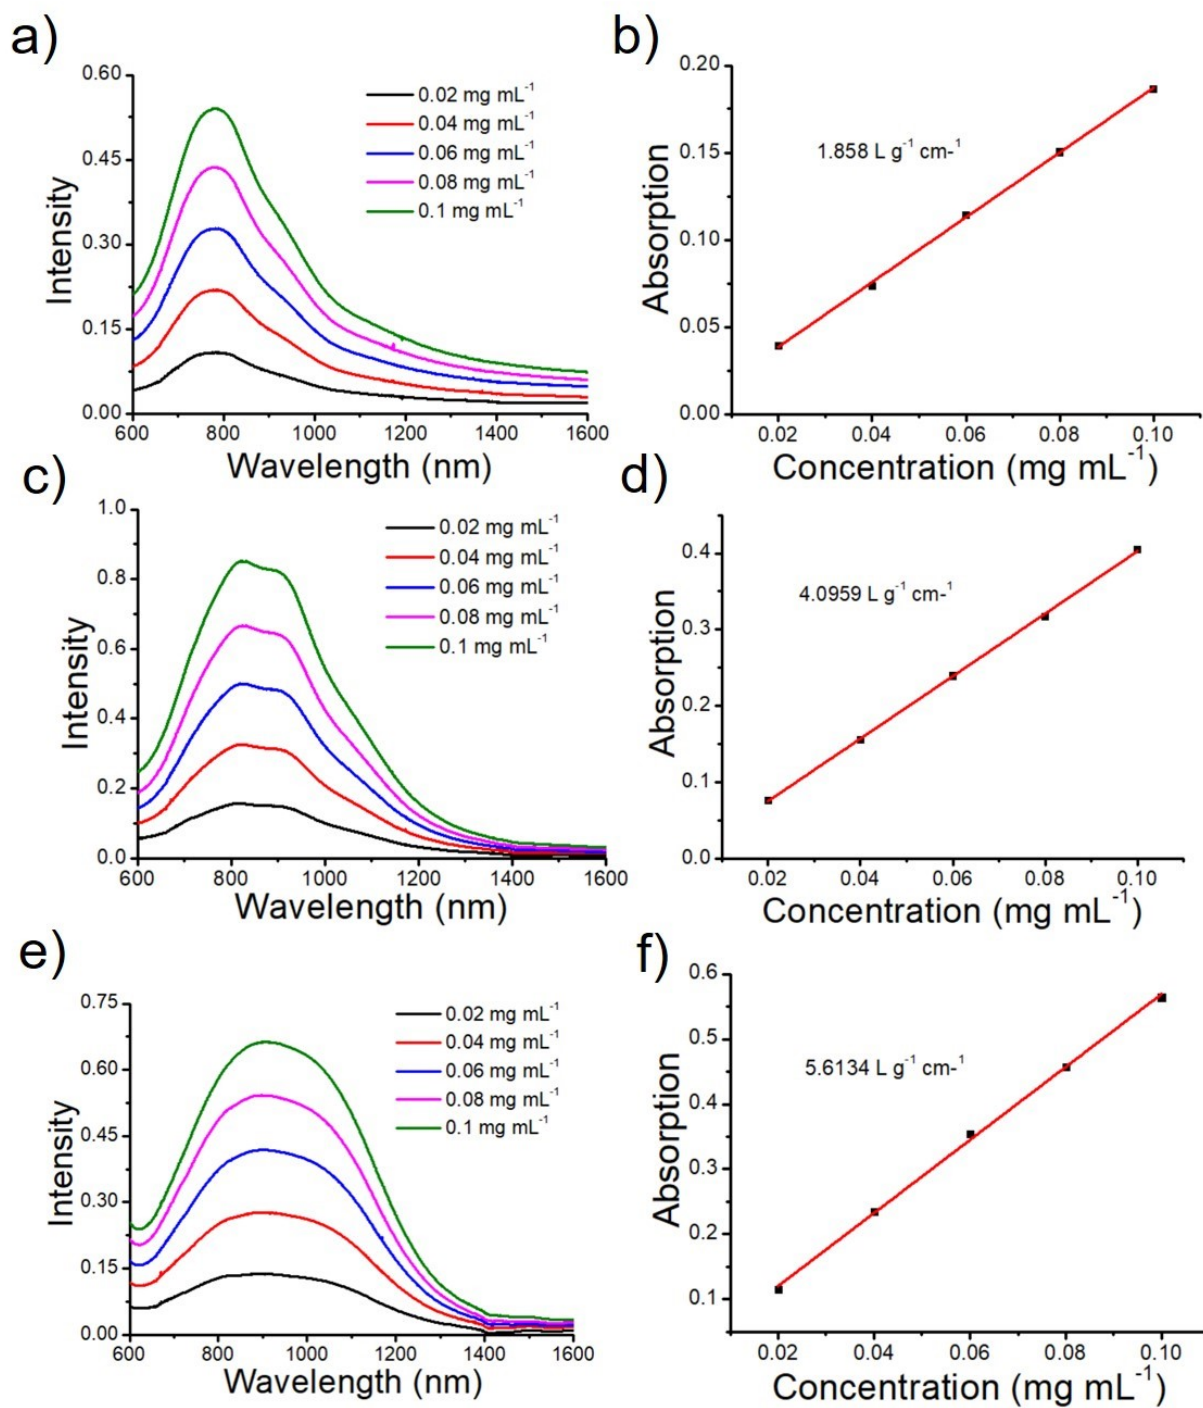 a)
0.60
0.45
0.30
0.15
0.00
Intensity
0.02 mg mL⁻¹
0.04 mg mL⁻¹
0.06 mg mL⁻¹
0.08 mg mL⁻¹
0.1 mg mL⁻¹
600 800 1000 1200 1400 1600
Wavelength (nm)
b)
0.20
0.15
0.10
0.05
0.00
Absorption
1.858 L g⁻¹ cm-¹
0.02 0.04 0.06 0.08 0.10
Concentration (mg mL⁻¹)
c)
1.0
0.8
0.6
0.4
0.2
0.0
Intensity
0.02 mg mL⁻¹
0.04 mg mL⁻¹
0.06 mg mL⁻¹
0.08 mg mL⁻¹
0.1 mg mL⁻¹
600 800 1000 1200 1400 1600
Wavelength (nm)
d)
0.4
0.3
0.2
0.1
0.0
Absorption
4.0959 L g⁻¹ cm-¹
0.02 0.04 0.06 0.08 0.10
Concentration (mg mL⁻¹)
e)
0.75
0.60
0.45
0.30
0.15
0.00
Intensity
0.02 mg mL⁻¹
0.04 mg mL⁻¹
0.06 mg mL⁻¹
0.08 mg mL⁻¹
0.1 mg mL⁻¹
600 800 1000 1200 1400 1600
Wavelength (nm)
f)
0.6
0.5
0.4
0.3
0.2
0.1
Absorption
5.6134 L g⁻¹ cm-¹
0.02 0.04 0.06 0.08 0.10
Concentration (mg mL⁻¹)